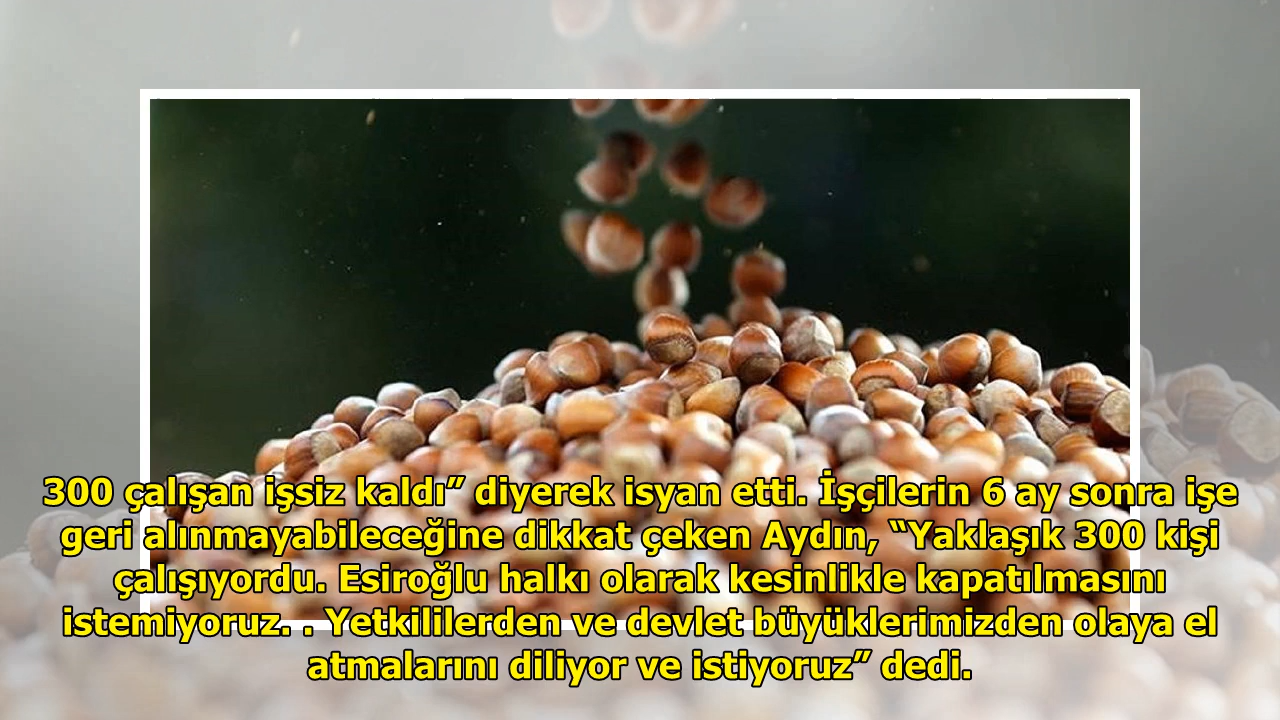 300 çalışan işsiz kaldı” diyerek isyan etti. İşçilerin 6 ay sonra işe
geri alınmayabileceğine dikkat çeken Aydın, “Yaklaşık 300 kişi
çalışıyordu. Esiroğlu halkı olarak kesinlikle kapatılmasını
istemiyoruz. . Yetkililerden ve devlet büyüklerimizden olaya el
atmalarını diliyor ve istiyoruz” dedi.